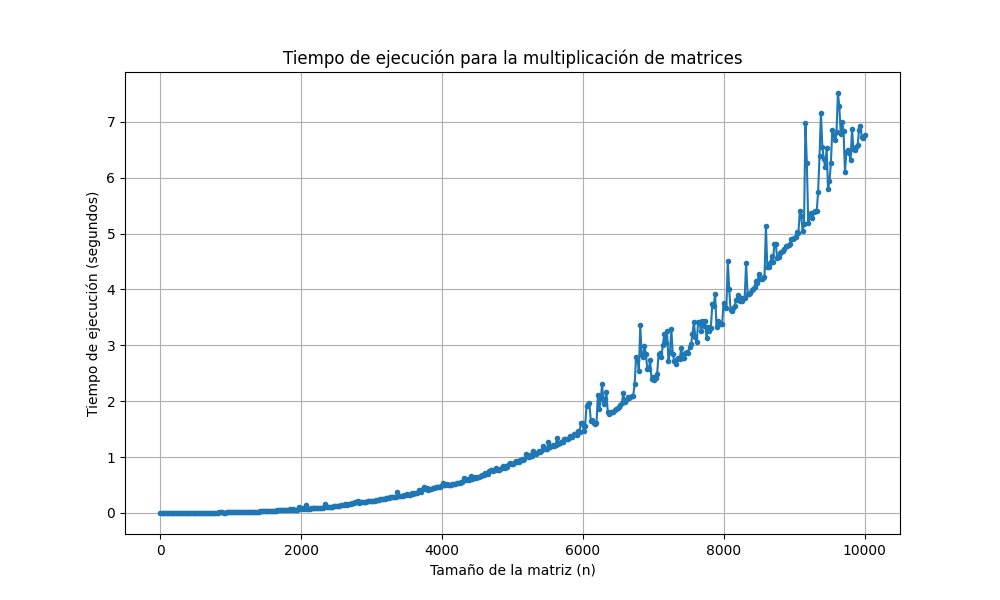 Tiempo de ejecución para la multiplicación de matrices
Tiempo de ejecución (segundos)
7
6
5
4
3
2
1
0
0 2000 4000 6000 8000 10000
Tamaño de la matriz (n)